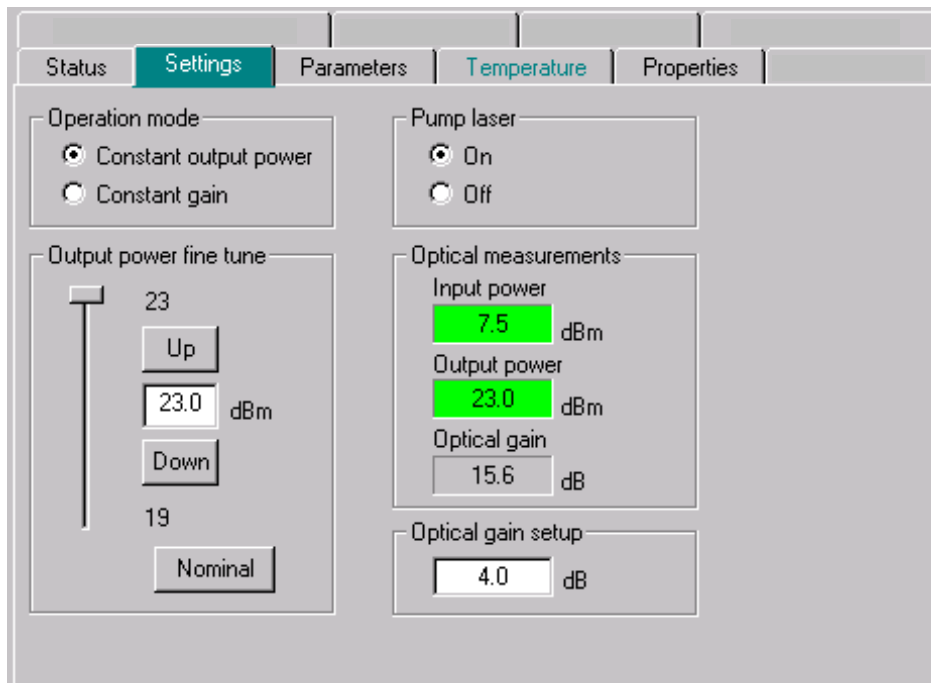 Status Settings Parameters Temperature Properties
Operation mode
Constant output power
Constant gain
Pump laser
On
Off
Output power fine tune
23
Up
23.0 dBm
Down
19
Nominal
Optical measurements
Input power
7.5 dBm
Output power
23.0 dBm
Optical gain
15.6 dB
Optical gain setup
4.0 dB